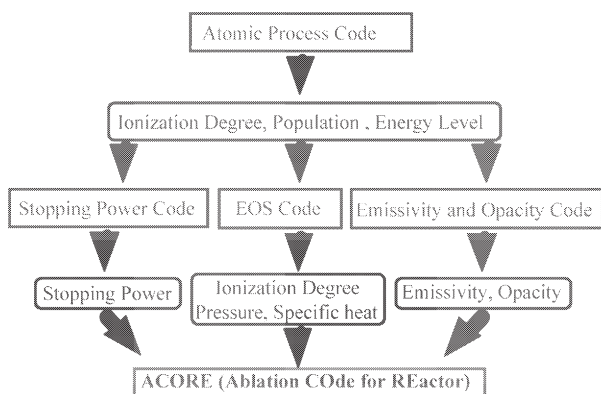 Atomic Process Code
Ionization Degree, Population , Energy Level
Stopping Power Code
EOS Code
Emissivity and Opacity Code
Stopping Power
Ionization Degree
Pressure, Specific heat
Emissivity, Opacity
ACORE (Ablation COde for REactor)